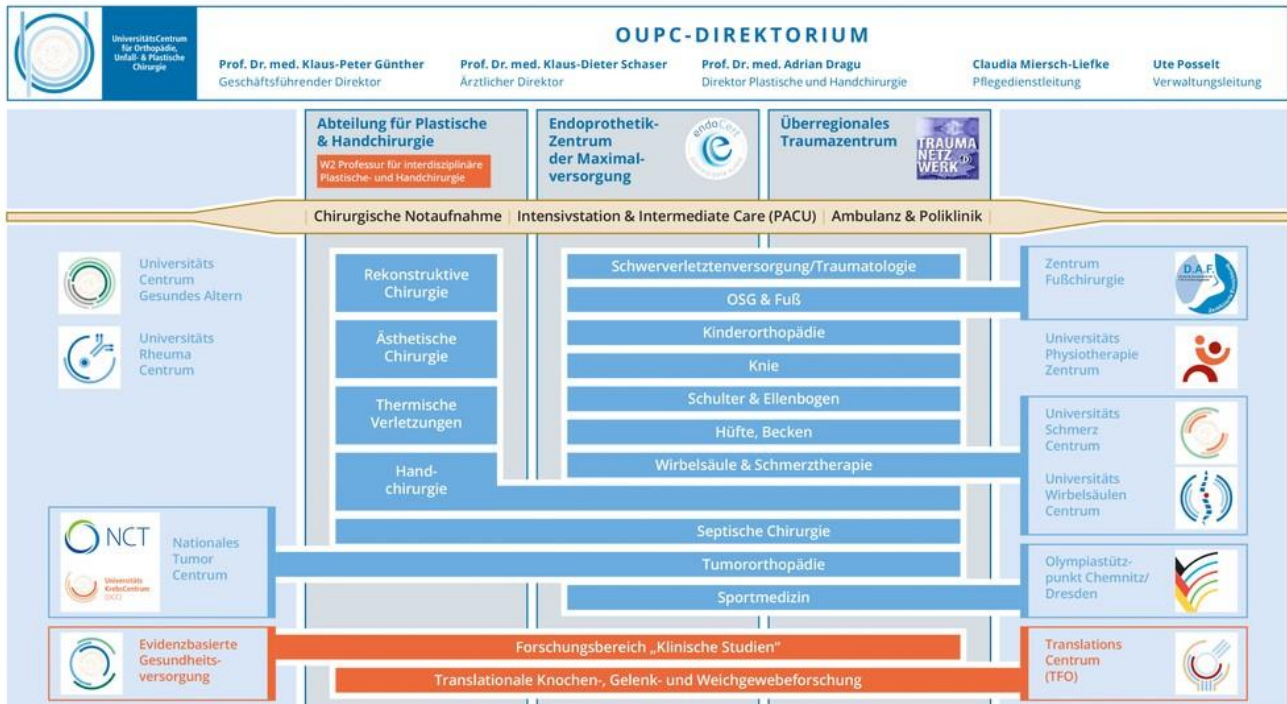 UniversitätsCentrum
für Orthopädie,
Unfall- & Plastische
Chirurgie
OUPC-DIREKTORIUM
Prof. Dr. med. Klaus-Peter Günther
Geschäftsführender Direktor
Prof. Dr. med. Klaus-Dieter Schaser
Ärztlicher Direktor
Prof. Dr. med. Adrian Dragu
Direktor Plastische und Handchirurgie
Claudia Miersch-Liefke
Pflegedienstleitung
Ute Posselt
Verwaltungsleitung
Abteilung für Plastische
& Handchirurgie
W2 Professur für interdisziplinäre
Plastische- und Handchirurgie
Endoprothetik-
Zentrum
der Maximal-
versorgung
endoCert
Überregionales
Traumazentrum
TRAUMA
NETZ
WERK
Chirurgische Notaufnahme | Intensivstation & Intermediate Care (PACU) | Ambulanz & Poliklinik
Universitäts
Centrum
Gesundes Altern
Universitäts
Rheuma
Centrum
NCT
Universitäts
KrebsCentrum
(UCC)
Nationales
Tumor
Centrum
Evidenzbasierte
Gesundheits-
versorgung
Rekonstruktive
Chirurgie
Ästhetische
Chirurgie
Thermische
Verletzungen
Hand-
chirurgie
Schwerverletztenversorgung/Traumatologie
OSG & Fuß
Kinderorthopädie
Knie
Schulter & Ellenbogen
Hüfte, Becken
Wirbelsäule & Schmerztherapie
Septische Chirurgie
Tumororthopädie
Sportmedizin
Forschungsbereich „Klinische Studien“
Translationale Knochen-, Gelenk- und Weichgewebeforschung
Zentrum
Fußchirurgie
D.A.F.
Universitäts
Physiotherapie
Zentrum
Universitäts
Schmerz
Centrum
Universitäts
Wirbelsäulen
Centrum
Olympiastütz-
punkt Chemnitz/
Dresden
Translations
Centrum
(TFO)